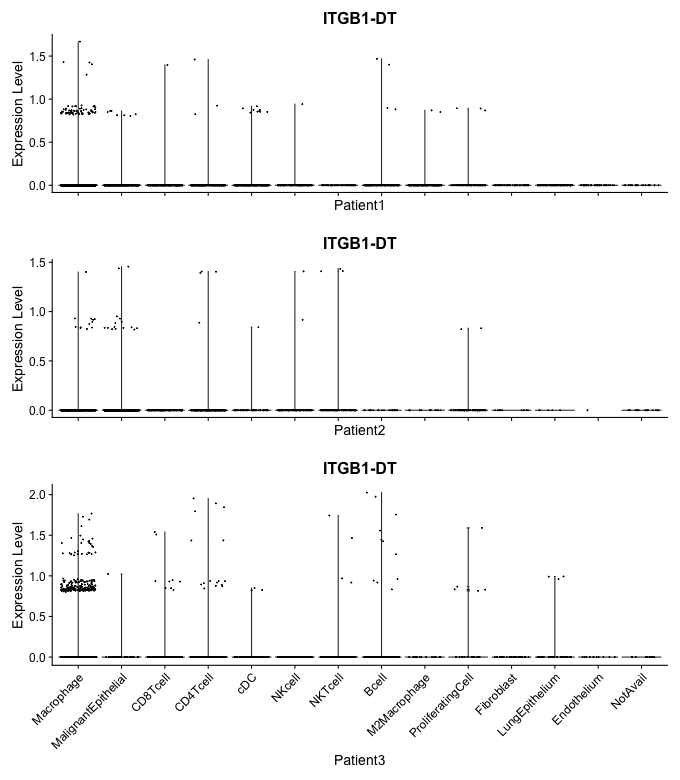 ITGB1-DT
Expression Level
1.5
1.0
0.5
0.0
Patient1
ITGB1-DT
Expression Level
1.5
1.0
0.5
0.0
Patient2
ITGB1-DT
Expression Level
2.0
1.5
1.0
0.5
0.0
Macrophage
MalignantEpithelial
CD8Tcell
CD4Tcell
cDC
NKcell
NKTcell
Bcell
M2Macrophage
ProliferatingCell
Fibroblast
LungEpithelium
Endothelium
NotAvail
Patient3